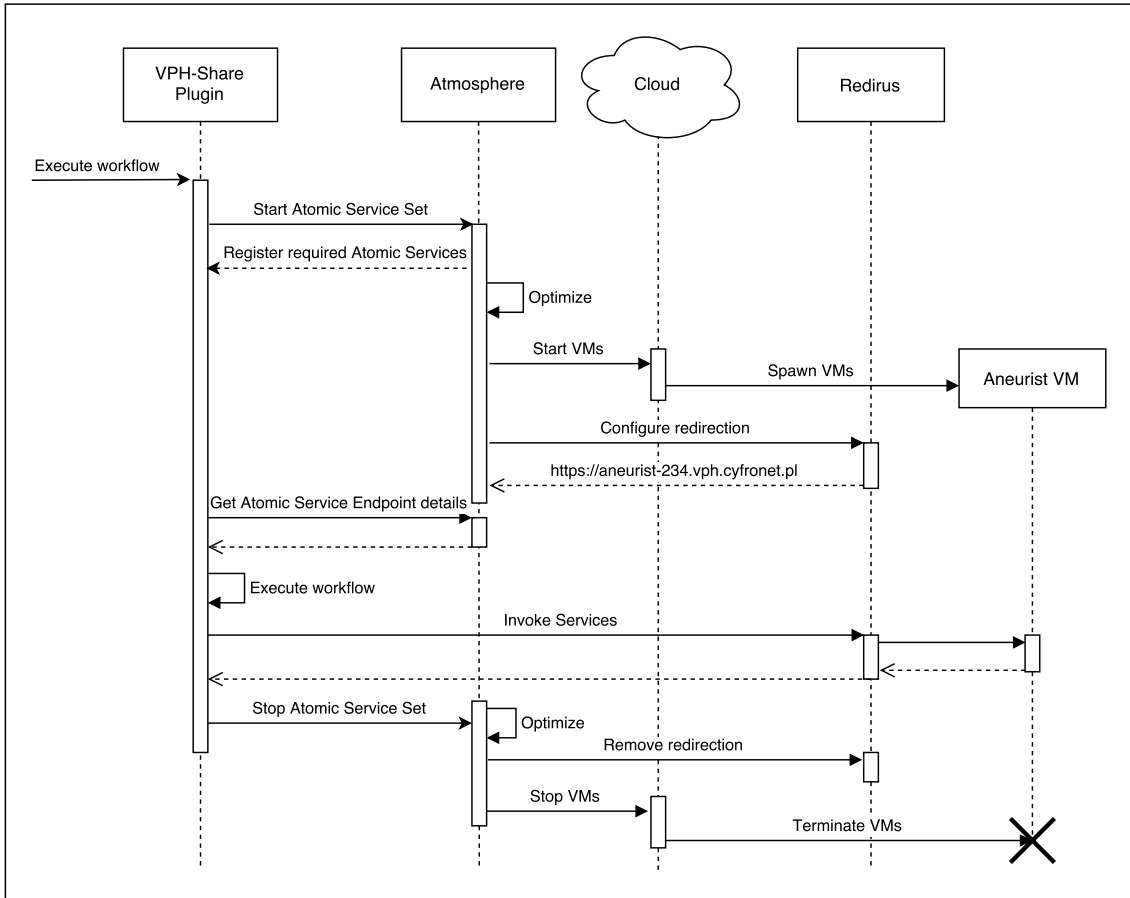 VPH-Share
Plugin
Atmosphere
Cloud
Redirus
Execute workflow
Start Atomic Service Set
Register required Atomic Services
Optimize
Start VMs
Spawn VMs
Aneurist VM
Configure redirection
https://aneurist-234.vph.cyfronet.pl
Get Atomic Service Endpoint details
Execute workflow
Invoke Services
Stop Atomic Service Set
Optimize
Remove redirection
Stop VMs
Terminate VMs